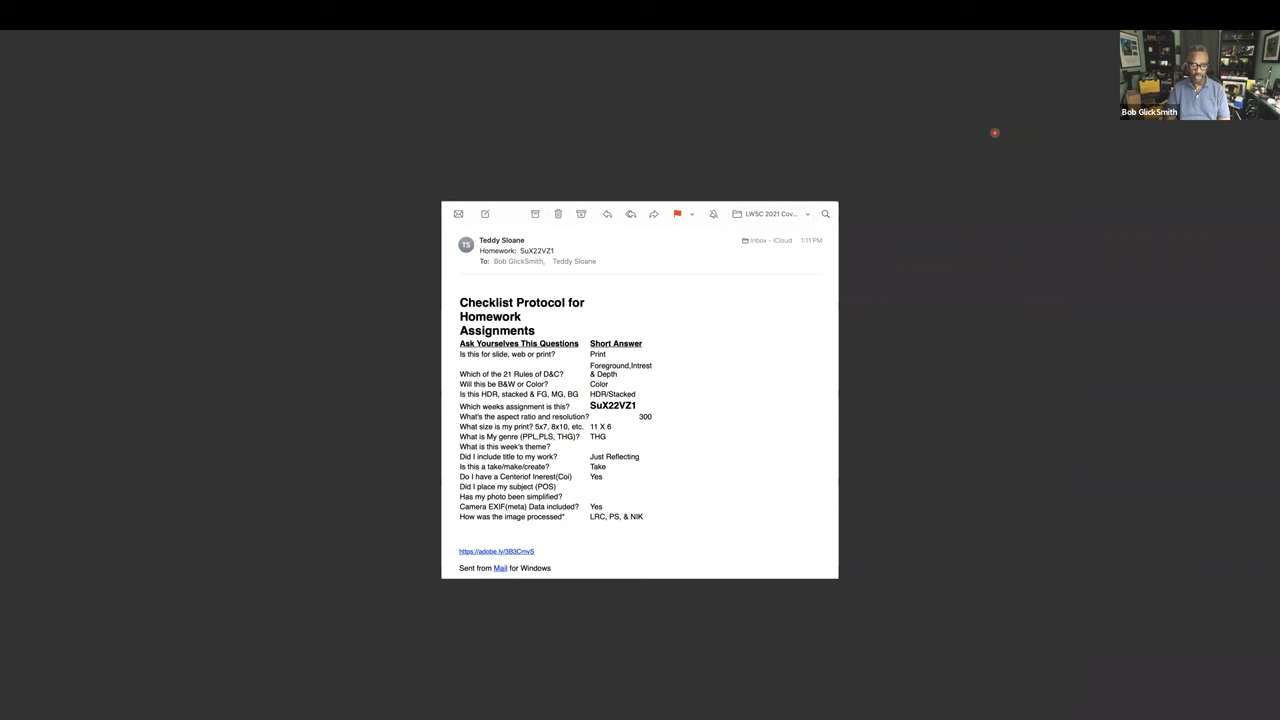 Bob GlickSmith
LWSC 2021 Cov...
TS
Teddy Sloane
Inbox - iCloud 1:11 PM
Homework: SuX22VZ1
To: Bob GlickSmith, Teddy Sloane
Checklist Protocol for
Homework
Assignments
Ask Yourselves This Questions Short Answer
Is this for slide, web or print? Print
Which of the 21 Rules of D&C? Foreground,Intrest
& Depth
Will this be B&W or Color? Color
Is this HDR, stacked & FG, MG, BG HDR/Stacked
Which weeks assignment is this? SuX22VZ1
What's the aspect ratio and resolution? 300
What size is my print? 5x7, 8x10, etc. 11 X 6
What is My genre (PPL,PLS, THG)? THG
What is this week's theme?
Did I include title to my work? Just Reflecting
Is this a take/make/create? Take
Do I have a Centeriof Inerest(Coi) Yes
Did I place my subject (POS)
Has my photo been simplified?
Camera EXIF(meta) Data included? Yes
How was the image processed" LRC, PS, & NIK
https://adobe.ly/3B3CmvS
Sent from Mail for Windows